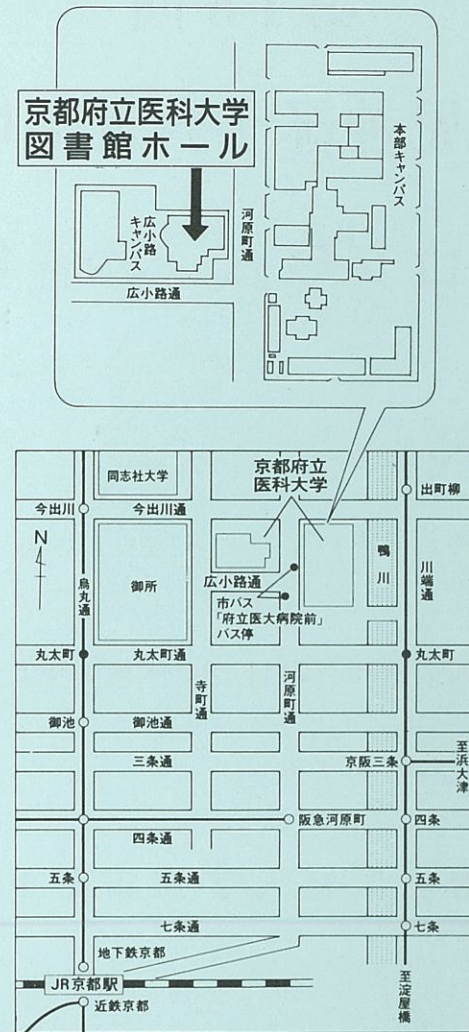 京都府立医科大学
図書館ホール
本部キャンパス
河原町通
広小路
キャンパス
広小路通
同志社大学
京都府立
医科大学
出町柳
今出川
今出川通
N
烏丸通
御所
広小路通
市バス
「府立医大病院前」
バス停
鴨川
川端通
丸太町
丸太町通
丸太町
寺町通
河原町通
御池
御池通
三条通
京阪三条
至浜大津
阪急河原町
四条
四条通
五条
五条通
五条
七条通
七条
地下鉄京都
JR京都駅
近鉄京都
至淀屋橋